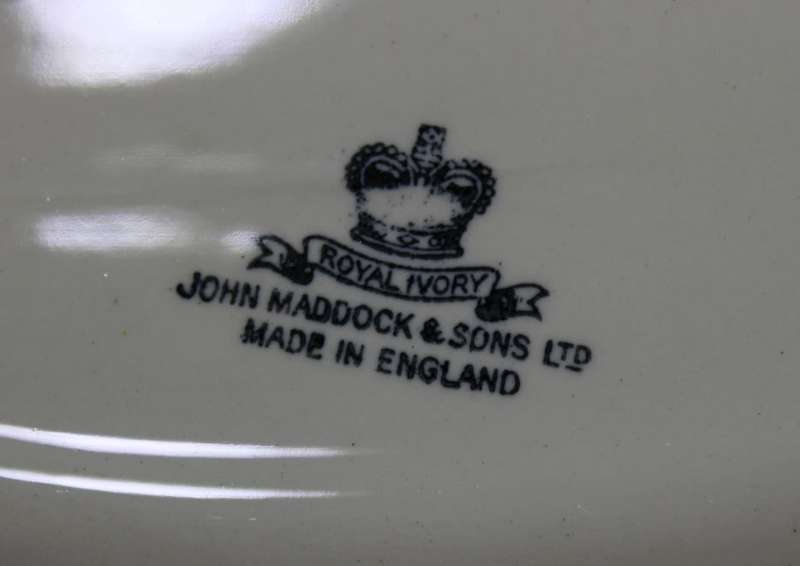 ROYAL IVORY
JOHN MADDOCK & SONS LTD
MADE IN ENGLAND